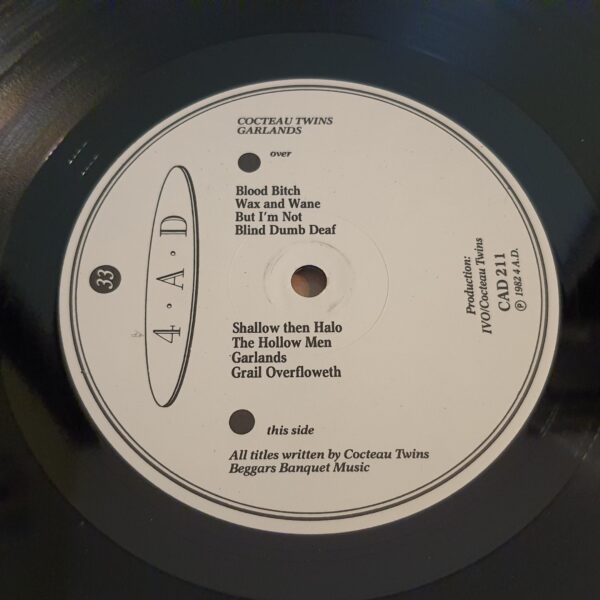 COCTEAU TWINS
GARLANDS
over
Blood Bitch
Wax and Wane
But I'm Not
Blind Dumb Deaf
33
4·A·D
Production:
IVO/Cocteau Twins
CAD 211
℗ 1982 4 A.D.
Shallow then Halo
The Hollow Men
Garlands
Grail Overfloweth
this side
All titles written by Cocteau Twins
Beggars Banquet Music